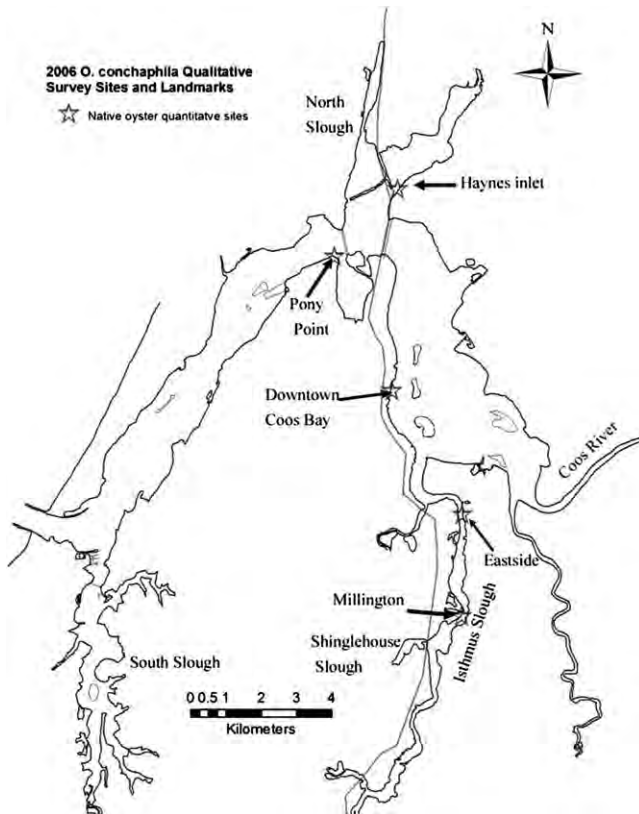 2006 O. conchaphila Qualitative
Survey Sites and Landmarks
Native oyster quantitatve sites
N
North
Slough
Haynes inlet
Pony
Point
Downtown
Coos Bay
Coos River
Eastside
Millington
Isthmus Slough
Shinglehouse
Slough
South Slough
0 0.5 1 2 3 4
Kilometers